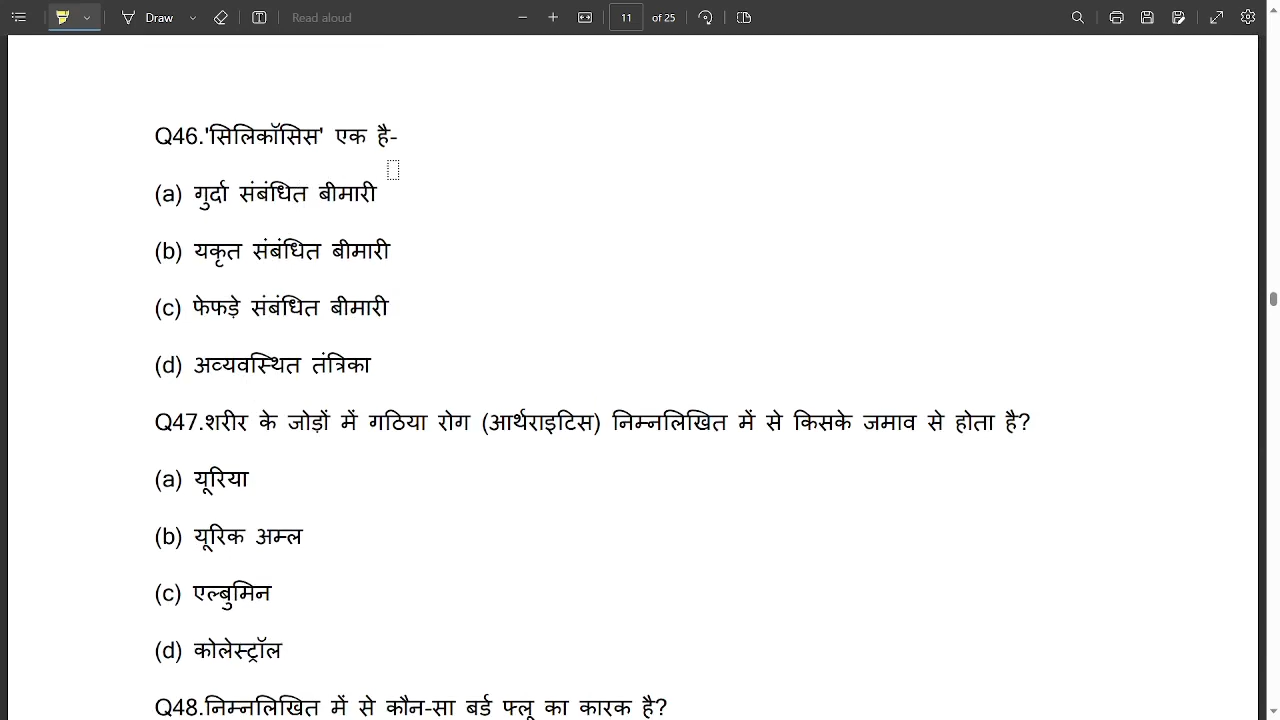 Draw
Read aloud
11 of 25
Q46.'सिलिकॉसिस' एक है-
(a) गुर्दा संबंधित बीमारी
(b) यकृत संबंधित बीमारी
(c) फेफड़े संबंधित बीमारी
(d) अव्यवस्थित तंत्रिका
Q47.शरीर के जोड़ों में गठिया रोग (आर्थराइटिस) निम्नलिखित में से किसके जमाव से होता है?
(a) यूरिया
(b) यूरिक अम्ल
(c) एल्बुमिन
(d) कोलेस्ट्रॉल
Q48.निम्नलिखित में से कौन-सा बर्ड फ्लू का कारक है?